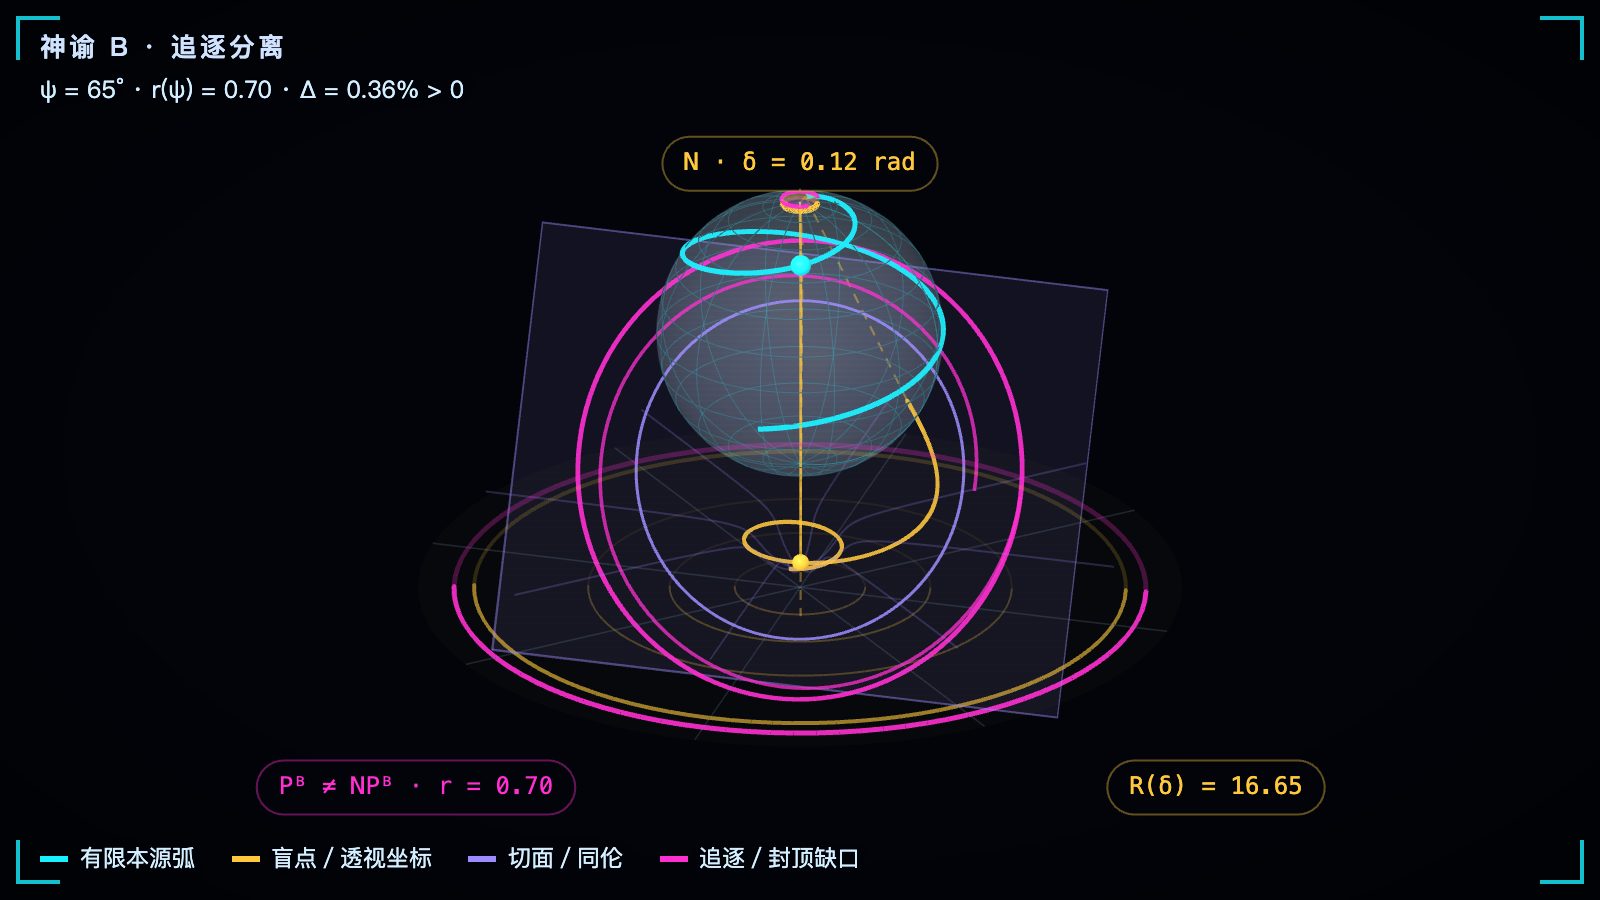 神谕 B · 追逐分离
ψ = 65° · r(ψ) = 0.70 · Δ = 0.36% > 0
N · δ = 0.12 rad
Pᴮ ≠ NPᴮ · r = 0.70
R(δ) = 16.65
有限本源弧
盲点 / 透视坐标
切面 / 同伦
追逐 / 封顶缺口